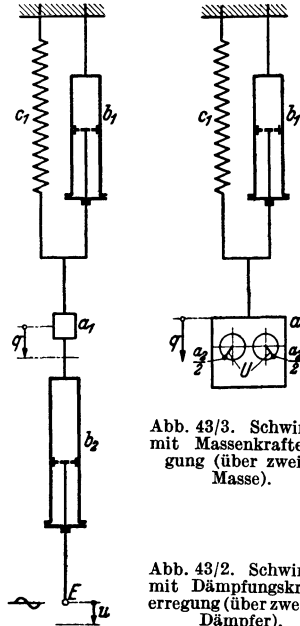 c₁
b₁
c₁
b₁
a₁
q
q
a
a₂/2
U
a₂/2
b₂
Abb. 43/3. Schwin
mit Massenkrafte
gung (über zwei
Masse).
E
u
Abb. 43/2. Schwin
mit Dämpfungskr
erregung (über zwei
Dämpfer).